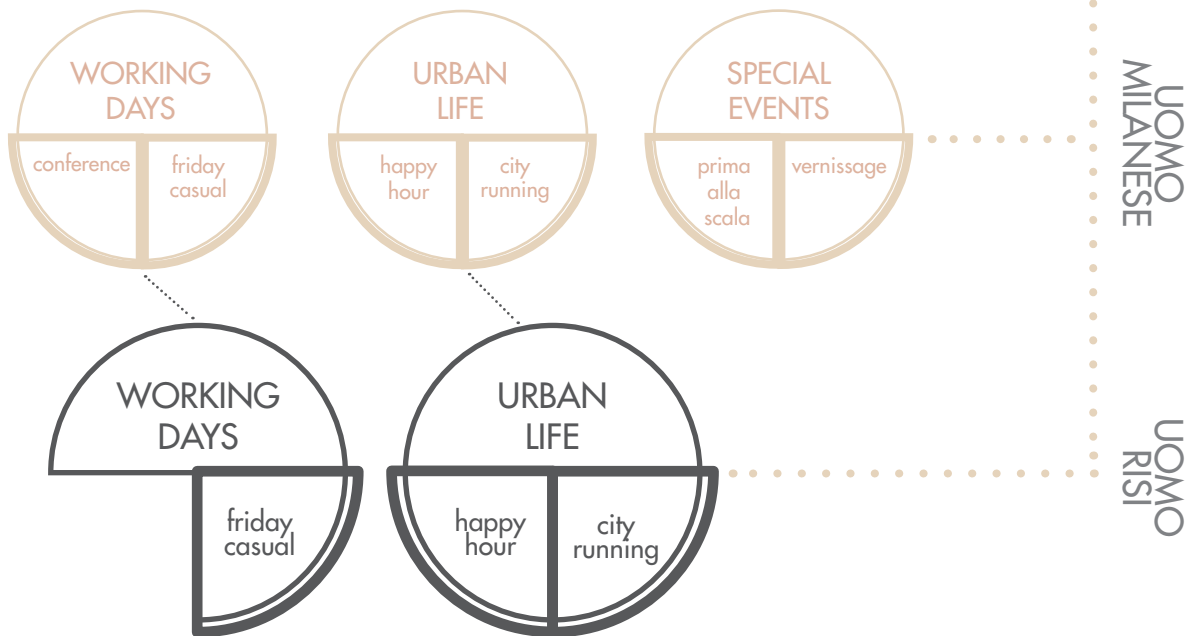 WORKING
DAYS
conference
friday
casual
URBAN
LIFE
happy
hour
city
running
SPECIAL
EVENTS
prima
alla
scala
vernissage
UOMO
MILANESE
WORKING
DAYS
friday
casual
URBAN
LIFE
happy
hour
city
running
UOMO
RISI